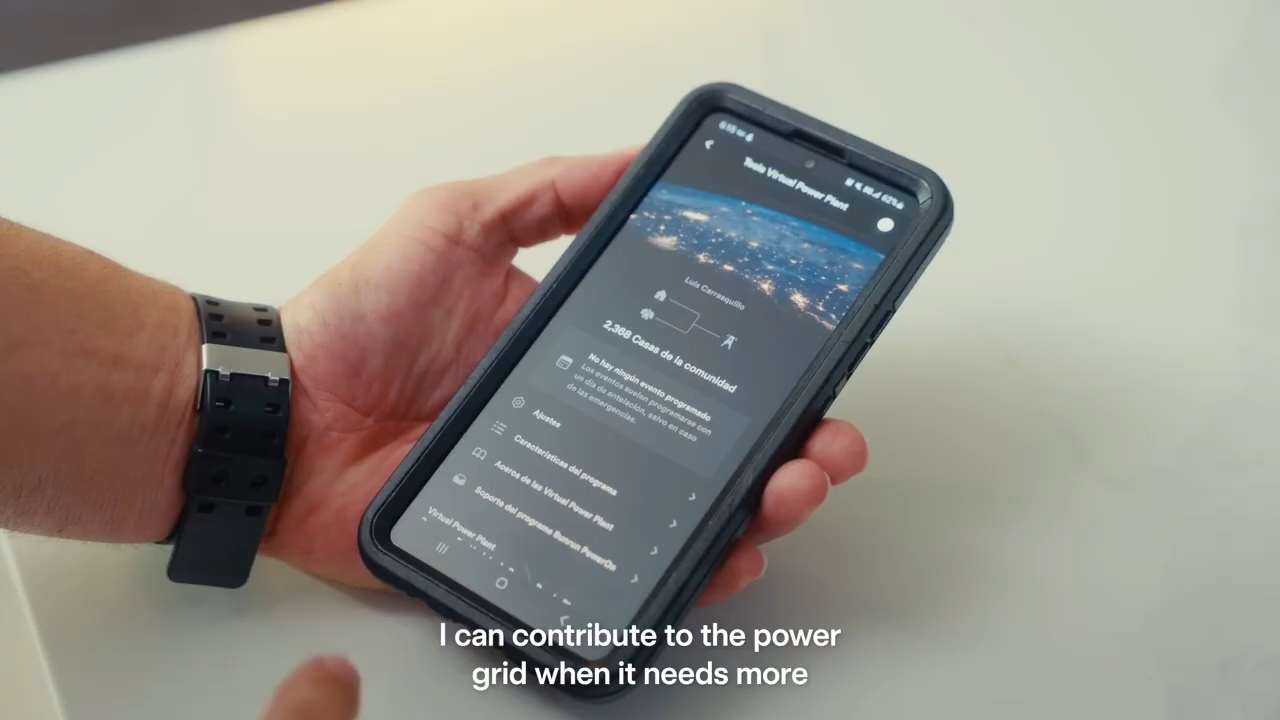 6:15
62%
Tesla Virtual Power Plant
Luis Carrasquillo
2,368 Casas de la comunidad
No hay ningún evento programado
Los eventos suelen programarse con
un día de antelación, salvo en caso
de las emergencias.
Ajustes
Características del programa
Acerca de las Virtual Power Plant
Soporte del programa Sunrun PowerOn
Virtual Power Plant
I can contribute to the power
grid when it needs more